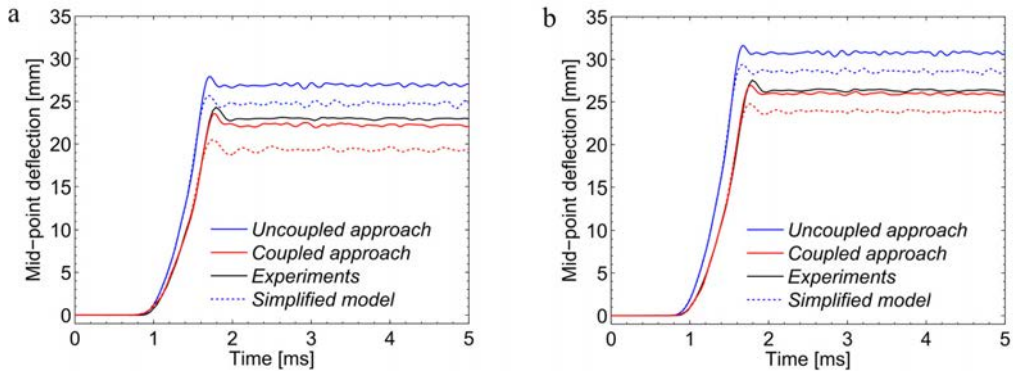 a
35
30
25
20
15
10
5
0
Mid-point deflection [mm]
Uncoupled approach
Coupled approach
Experiments
Simplified model
0 1 2 3 4 5
Time [ms]
b
35
30
25
20
15
10
5
0
Mid-point deflection [mm]
Uncoupled approach
Coupled approach
Experiments
Simplified model
0 1 2 3 4 5
Time [ms]